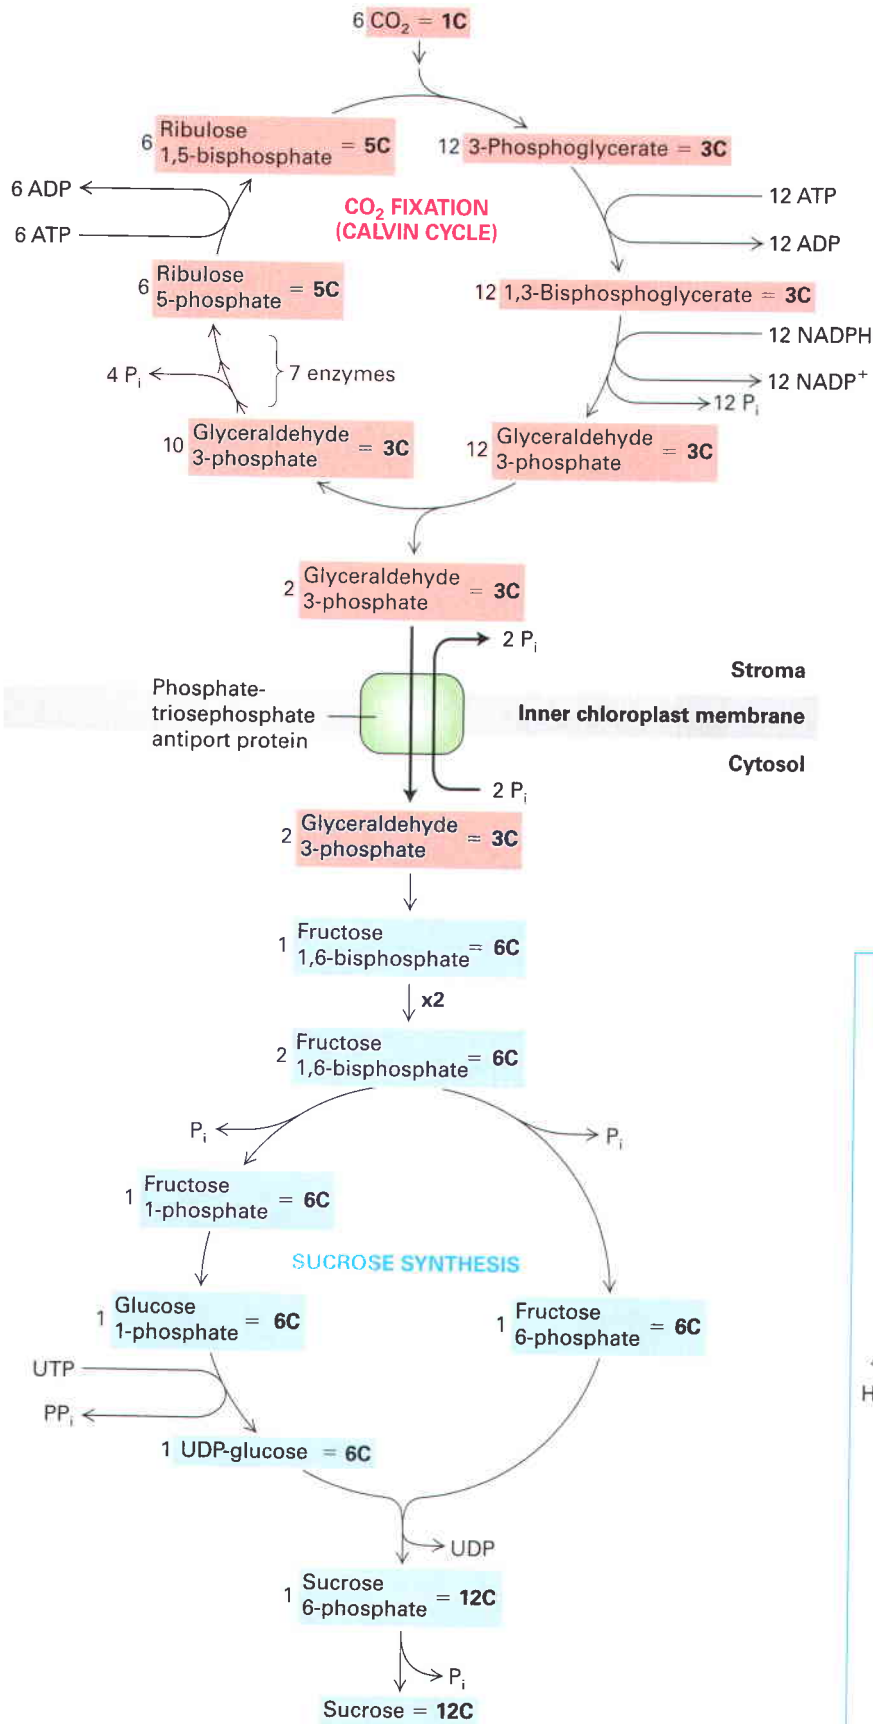 6 CO₂ = 1C
6 Ribulose 1,5-bisphosphate = 5C
12 3-Phosphoglycerate = 3C
6 ADP
6 ATP
CO₂ FIXATION
(CALVIN CYCLE)
12 ATP
12 ADP
6 Ribulose 5-phosphate = 5C
12 1,3-Bisphosphoglycerate = 3C
12 NADPH
12 NADP⁺
12 Pᵢ
4 Pᵢ
7 enzymes
10 Glyceraldehyde 3-phosphate = 3C
12 Glyceraldehyde 3-phosphate = 3C
2 Glyceraldehyde 3-phosphate = 3C
2 Pᵢ
Stroma
Phosphate-
triosephosphate
antiport protein
Inner chloroplast membrane
Cytosol
2 Pᵢ
2 Glyceraldehyde 3-phosphate = 3C
1 Fructose 1,6-bisphosphate = 6C
x2
2 Fructose 1,6-bisphosphate = 6C
Pᵢ
Pᵢ
1 Fructose 1-phosphate = 6C
SUCROSE SYNTHESIS
1 Glucose 1-phosphate = 6C
1 Fructose 6-phosphate = 6C
UTP
PPᵢ
H
1 UDP-glucose = 6C
UDP
1 Sucrose 6-phosphate = 12C
Pᵢ
Sucrose = 12C